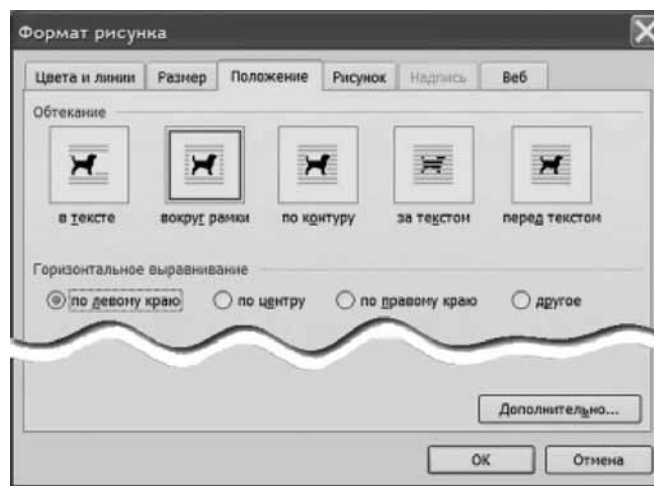 Формат рисунка
Цвета и линии Размер Положение Рисунок Надпись Веб
Обтекание
в тексте вокруг рамки по контуру за текстом перед текстом
Горизонтальное выравнивание
по левому краю по центру по правому краю другое
Дополнительно...
ОК Отмена